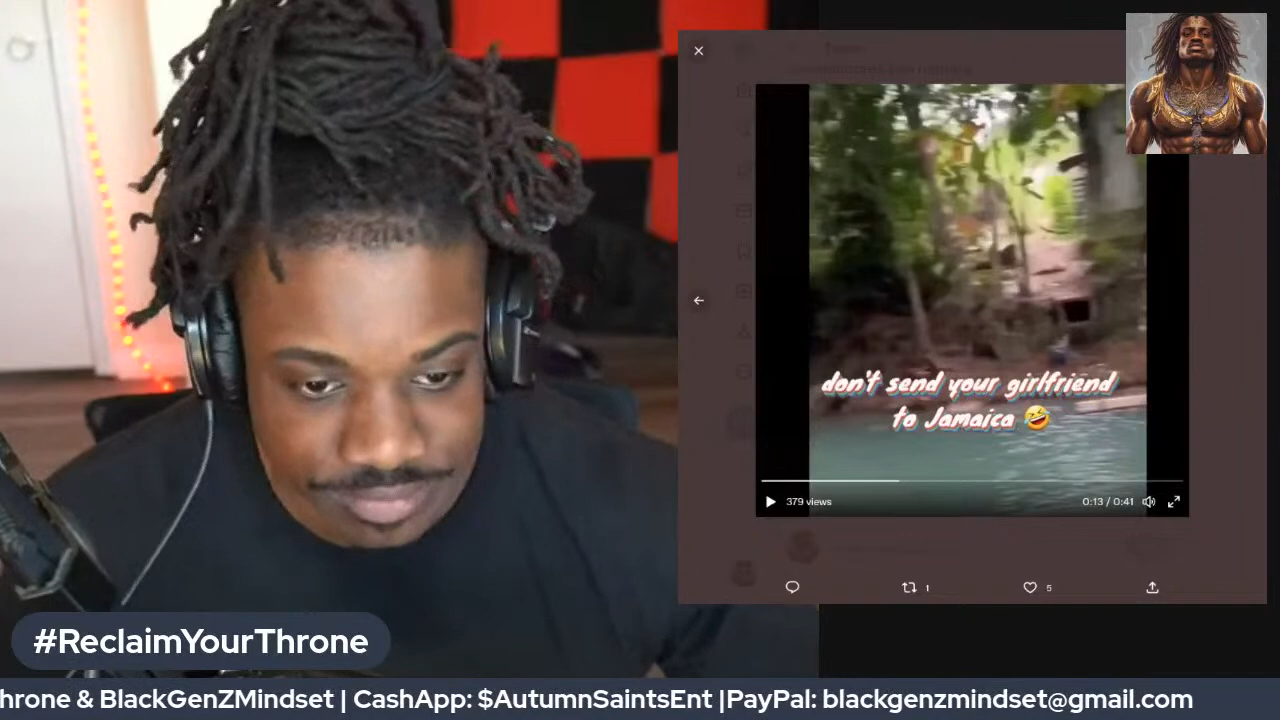 don't send your girlfriend
to Jamaica 🤣
379 views
0:13 / 0:41
1
5
#ReclaimYourThrone
hrone & BlackGenZMindset | CashApp: $AutumnSaintsEnt |PayPal: blackgenzmindset@gmail.com